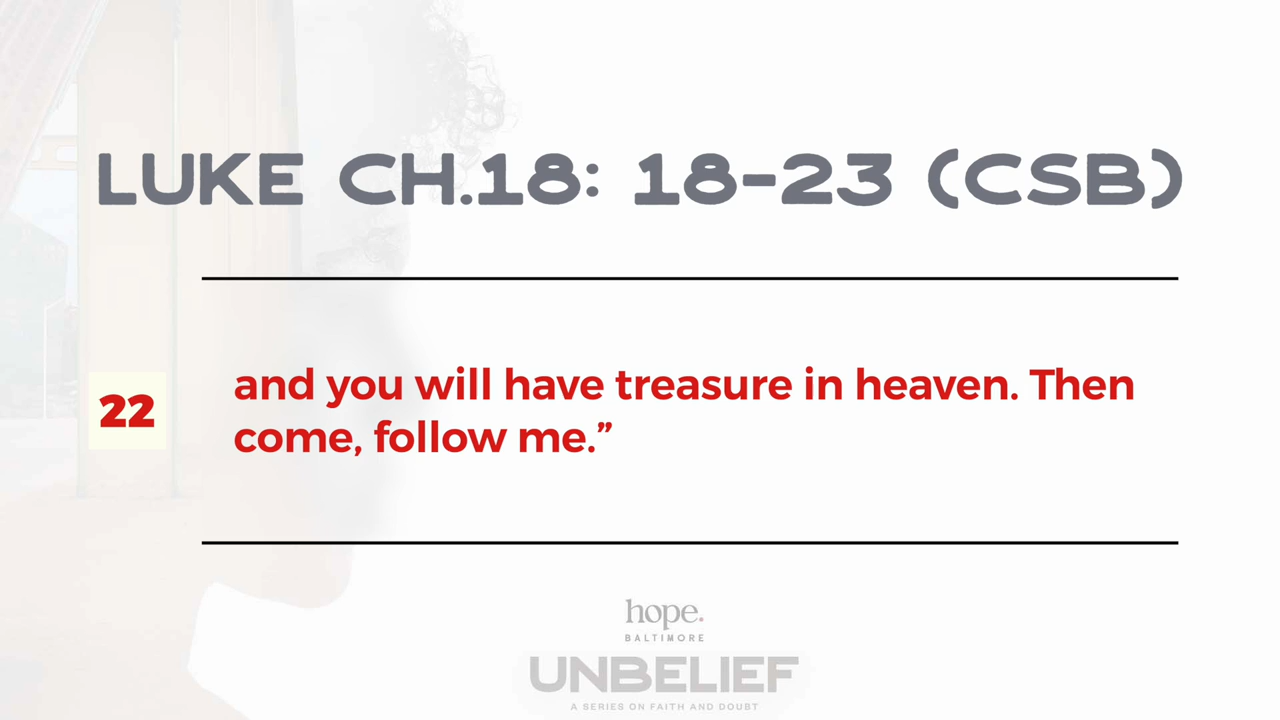 LUKE CH.18: 18-23 (CSB)
22
and you will have treasure in heaven. Then
come, follow me.”
hope.
BALTIMORE
UNBELIEF
A SERIES ON FAITH AND DOUBT